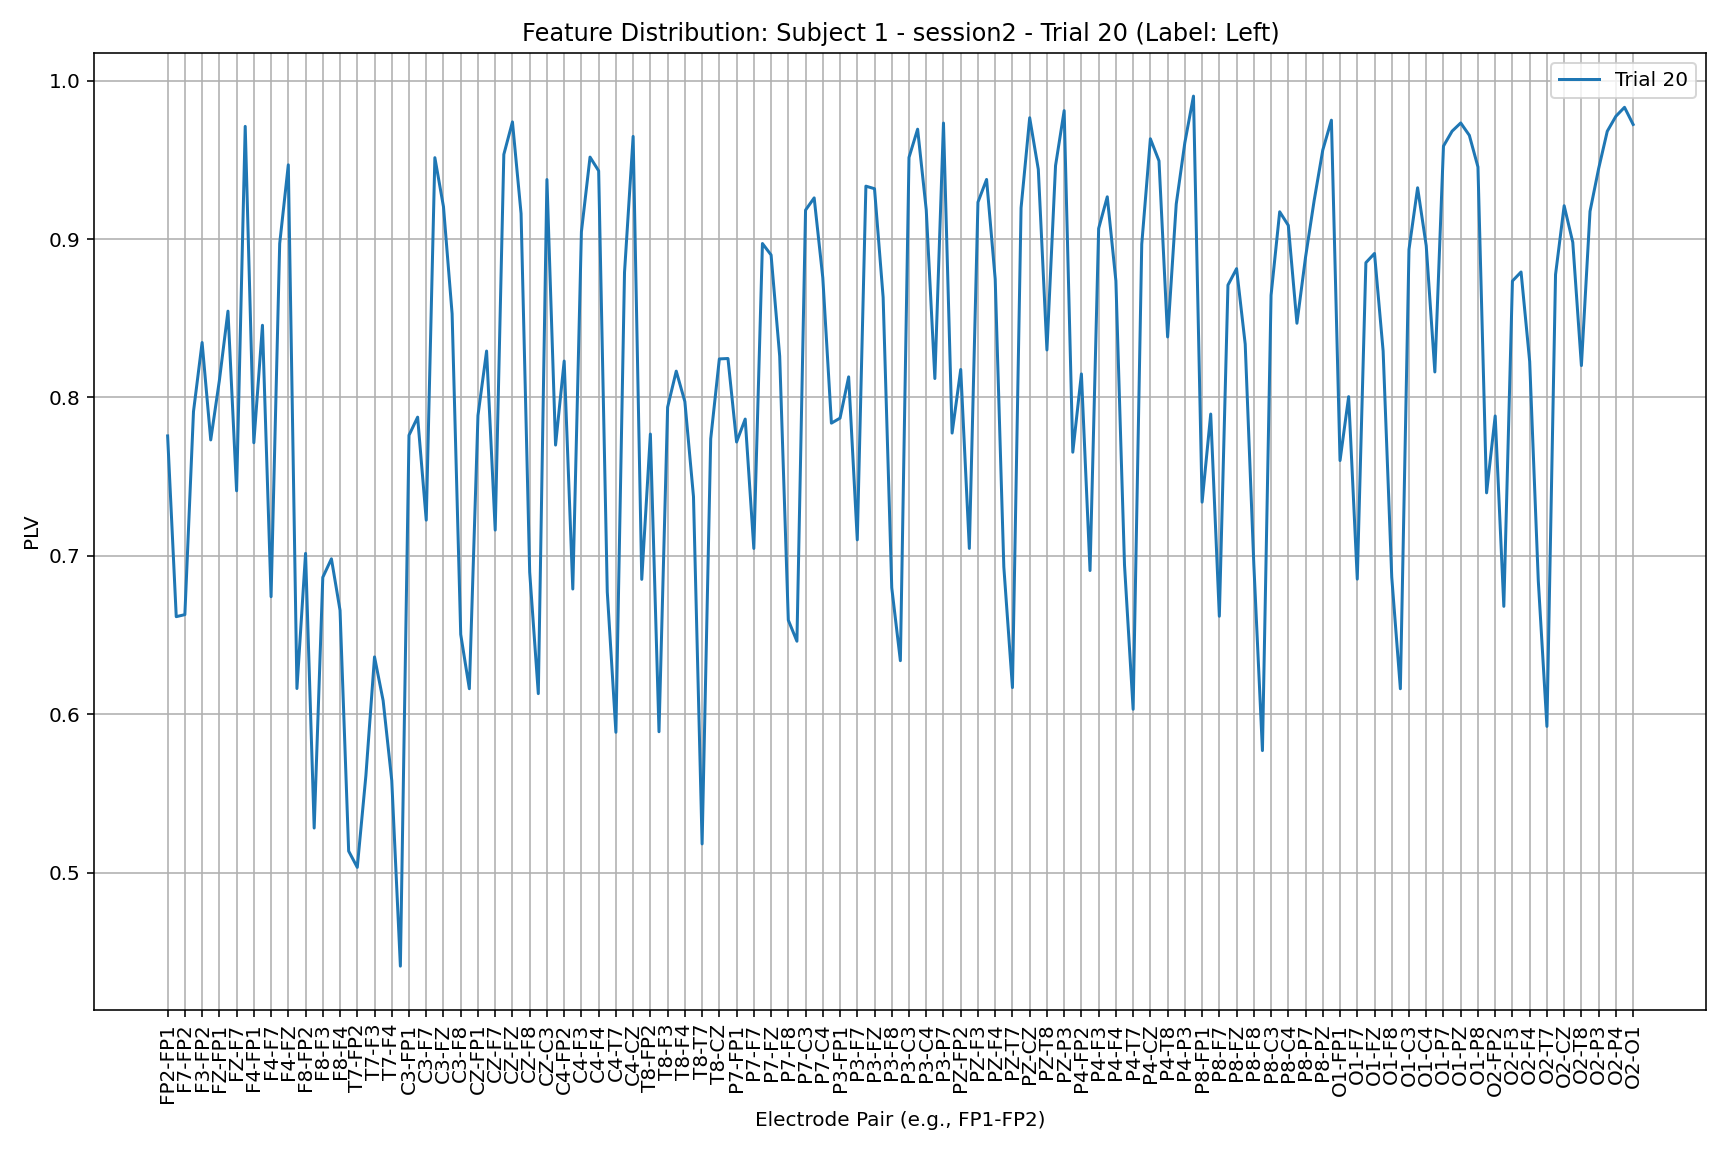 Feature Distribution: Subject 1 - session2 - Trial 20 (Label: Left)
Trial 20
1.0
0.9
0.8
0.7
0.6
0.5
PLV
FP2-FP1
F7-FP2
F3-FP2
FZ-FP1
FZ-F7
F4-FP1
F4-F7
F4-FZ
F8-FP2
F8-F3
F8-F4
T7-FP2
T7-F3
T7-F4
C3-FP1
C3-F7
C3-FZ
C3-F8
CZ-FP1
CZ-F7
CZ-FZ
CZ-F8
CZ-C3
C4-FP2
C4-F3
C4-F4
C4-T7
C4-CZ
T8-FP2
T8-F3
T8-F4
T8-T7
T8-CZ
P7-FP1
P7-F7
P7-FZ
P7-F8
P7-C3
P7-C4
P3-FP1
P3-F7
P3-FZ
P3-F8
P3-C3
P3-C4
P3-P7
PZ-FP2
PZ-F3
PZ-F4
PZ-T7
PZ-CZ
PZ-T8
PZ-P3
P4-FP2
P4-F3
P4-F4
P4-T7
P4-CZ
P4-T8
P4-P3
P8-FP1
P8-F7
P8-FZ
P8-F8
P8-C3
P8-C4
P8-P7
P8-PZ
O1-FP1
O1-F7
O1-FZ
O1-F8
O1-C3
O1-C4
O1-P7
O1-PZ
O1-P8
O2-FP2
O2-F3
O2-F4
O2-T7
O2-CZ
O2-T8
O2-P3
O2-P4
O2-O1
Electrode Pair (e.g., FP1-FP2)